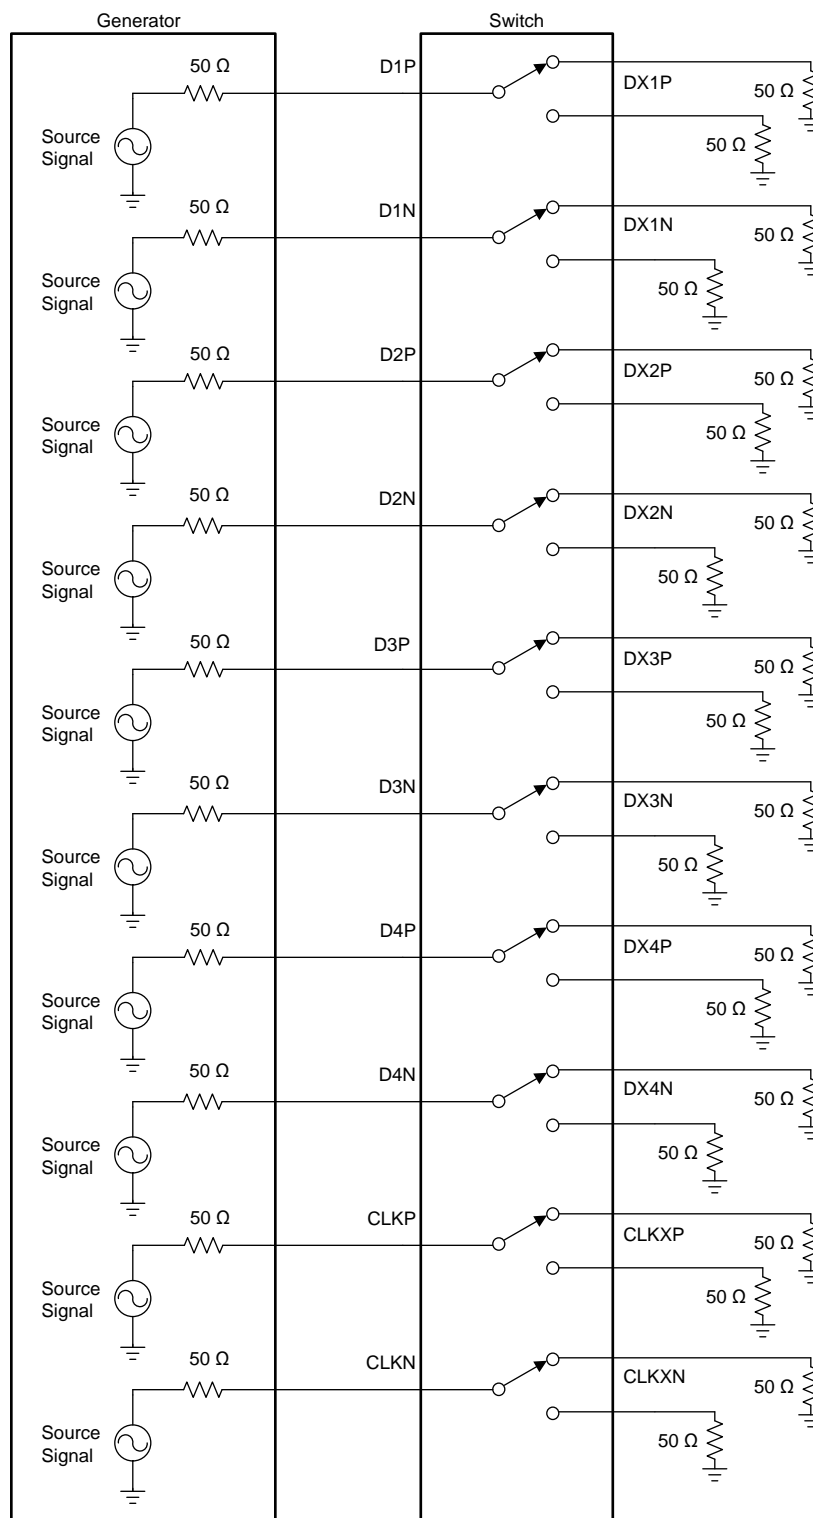 Generator
Switch
50 Ω
D1P
DX1P
50 Ω
Source
Signal
50 Ω
50 Ω
D1N
DX1N
50 Ω
Source
Signal
50 Ω
50 Ω
D2P
DX2P
50 Ω
Source
Signal
50 Ω
50 Ω
D2N
DX2N
50 Ω
Source
Signal
50 Ω
50 Ω
D3P
DX3P
50 Ω
Source
Signal
50 Ω
50 Ω
D3N
DX3N
50 Ω
Source
Signal
50 Ω
50 Ω
D4P
DX4P
50 Ω
Source
Signal
50 Ω
50 Ω
D4N
DX4N
50 Ω
Source
Signal
50 Ω
50 Ω
CLKP
CLKXP
50 Ω
Source
Signal
50 Ω
50 Ω
CLKN
CLKXN
50 Ω
Source
Signal
50 Ω